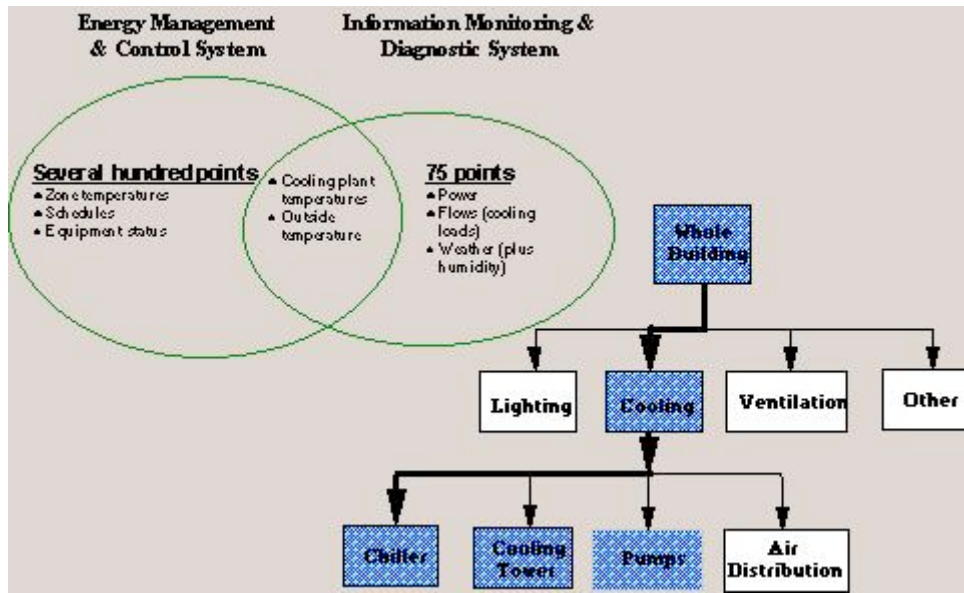 Energy Management
& Control System
Information Monitoring &
Diagnostic System
Several hundred points
Zone temperatures
Schedules
Equipment status
Cooling plant
temperatures
Outside
temperature
75 points
Power
Flows (cooling
loads)
Weather (plus
humidity)
Whole
Building
Lighting
Cooling
Ventilation
Other
Chiller
Cooling
Tower
Pumps
Air
Distribution